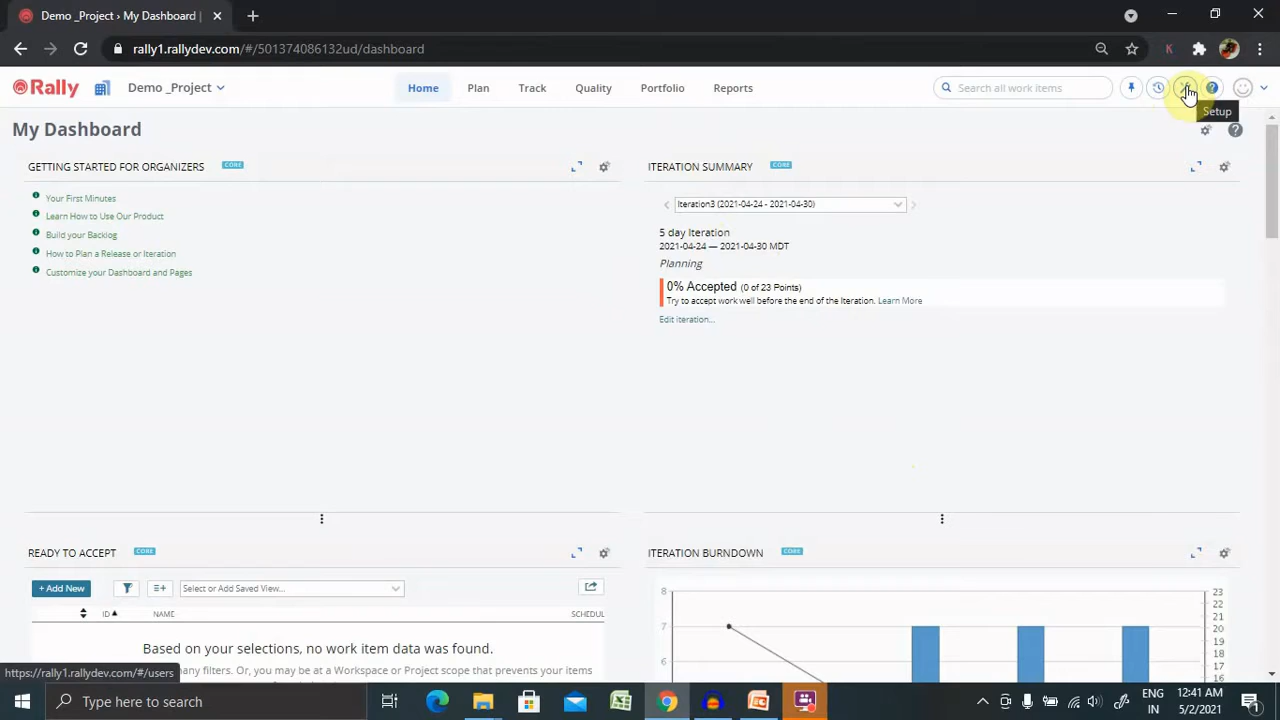 Demo _Project › My Dashboard |
rally1.rallydev.com/#/501374086132ud/dashboard
K
Rally
Demo _Project
Home
Plan
Track
Quality
Portfolio
Reports
Search all work items
Setup
My Dashboard
GETTING STARTED FOR ORGANIZERS CORE
Your First Minutes
Learn How to Use Our Product
Build your Backlog
How to Plan a Release or Iteration
Customize your Dashboard and Pages
ITERATION SUMMARY CORE
Iteration3 (2021-04-24 - 2021-04-30)
5 day Iteration
2021-04-24 — 2021-04-30 MDT
Planning
0% Accepted (0 of 23 Points)
Try to accept work well before the end of the Iteration. Learn More
Edit iteration...
READY TO ACCEPT CORE
+ Add New
Select or Add Saved View...
ID NAME SCHEDUL
Based on your selections, no work item data was found.
many filters. Or, you may be at a Workspace or Project scope that prevents your items
ITERATION BURNDOWN CORE
8
7
6
23
22
21
20
19
18
17
16
https://rally1.rallydev.com/#/users
Type here to search
ENG
IN
12:41 AM
5/2/2021
1